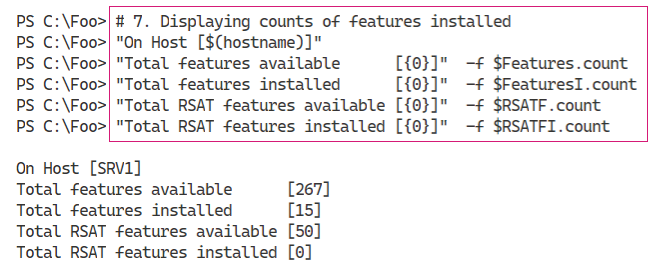 PS C:\Foo> # 7. Displaying counts of features installed
PS C:\Foo> "On Host [$(hostname)]"
PS C:\Foo> "Total features available      [{0}]"  -f $Features.count
PS C:\Foo> "Total features installed      [{0}]"  -f $FeaturesI.count
PS C:\Foo> "Total RSAT features available [{0}]"  -f $RSATF.count
PS C:\Foo> "Total RSAT features installed [{0}]"  -f $RSATFI.count
On Host [SRV1]
Total features available      [267]
Total features installed      [15]
Total RSAT features available [50]
Total RSAT features installed [0]